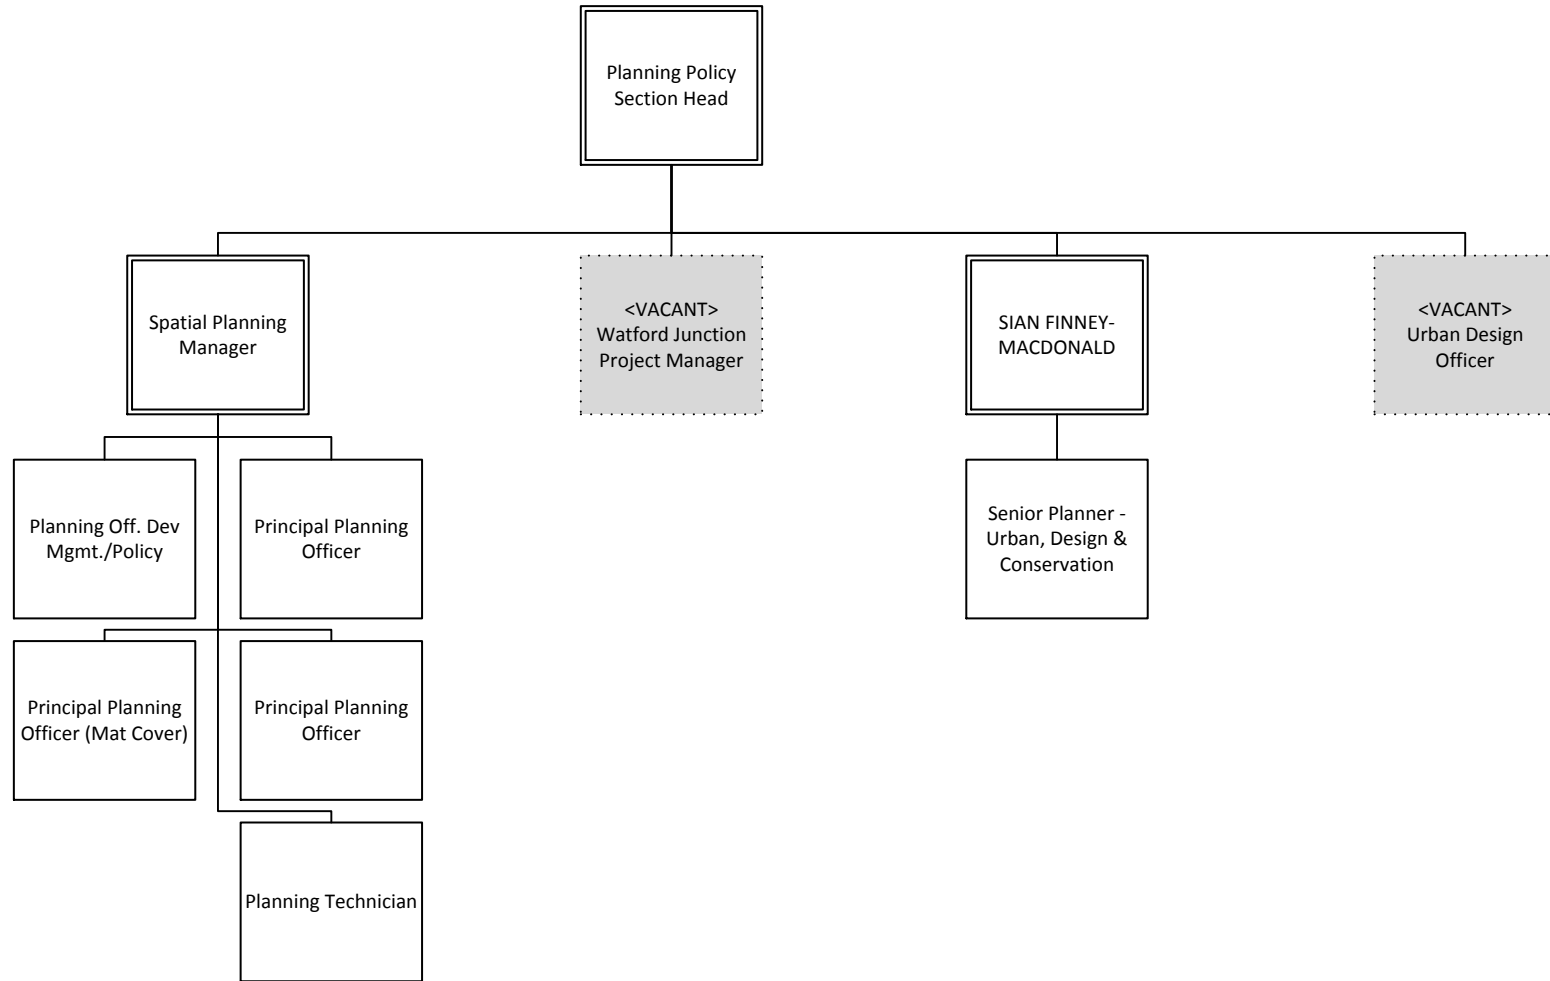 Planning Policy
Section Head
Spatial Planning
Manager
<VACANT>
Watford Junction
Project Manager
SIAN FINNEY-
MACDONALD
<VACANT>
Urban Design
Officer
Planning Off. Dev
Mgmt./Policy
Principal Planning
Officer
Senior Planner -
Urban, Design &
Conservation
Principal Planning
Officer (Mat Cover)
Principal Planning
Officer
Planning Technician